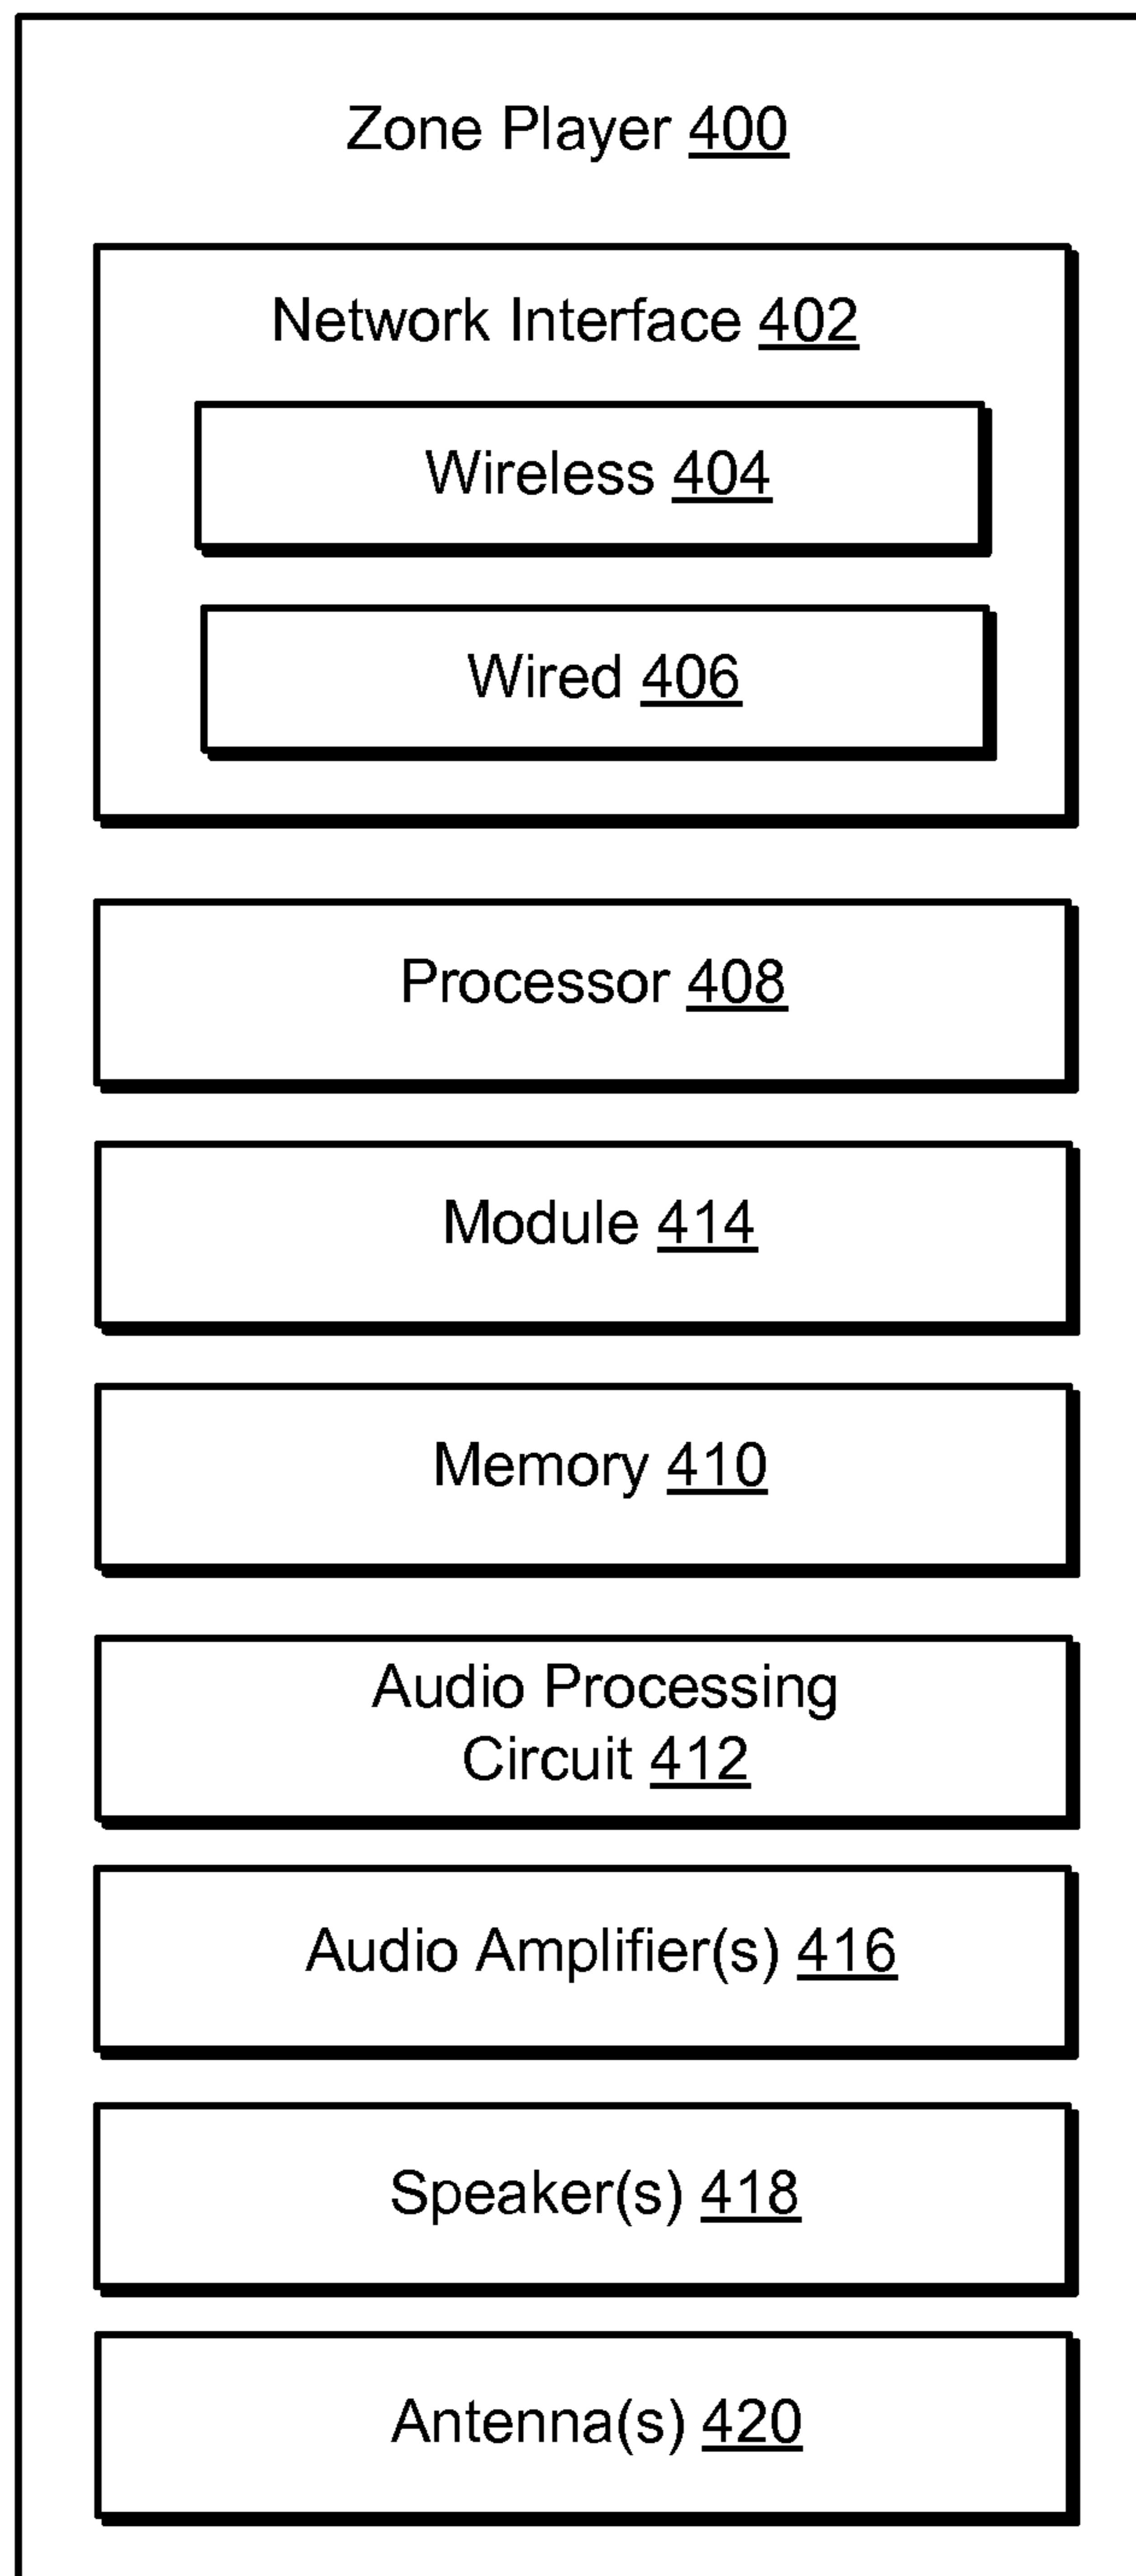 Zone Player 400
Network Interface 402
Wireless 404
Wired 406
Processor 408
Module 414
Memory 410
Audio Processing
Circuit 412
Audio Amplifier(s) 416
Speaker(s) 418
Antenna(s) 420